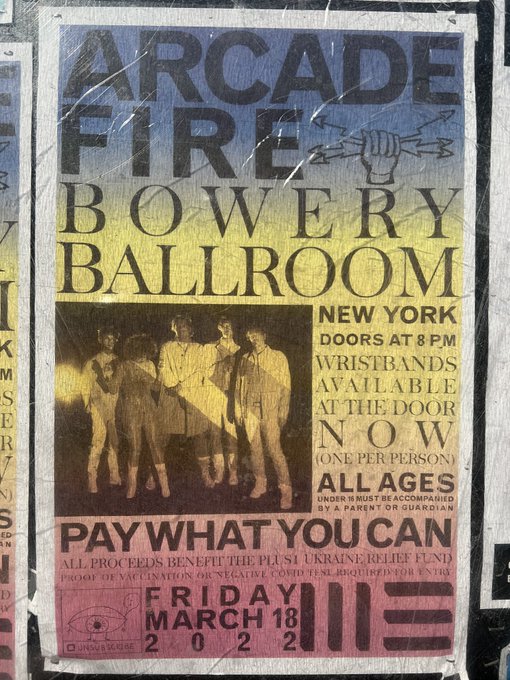 ARCADE
FIRE
BOWERY
BALLROOM
NEW YORK
DOORS AT 8 PM
WRISTBANDS
AVAILABLE
AT THE DOOR
NOW
(ONE PER PERSON)
ALL AGES
UNDER 16 MUST BE ACCOMPANIED
BY A PARENT OR GUARDIAN
PAY WHAT YOU CAN
ALL PROCEEDS BENEFIT THE PLUS1 UKRAINE RELIEF FUND
PROOF OF VACCINATION OR NEGATIVE COVID TEST REQUIRED FOR ENTRY
UNSUBSCRIBE
FRIDAY
MARCH 18
2022
WE